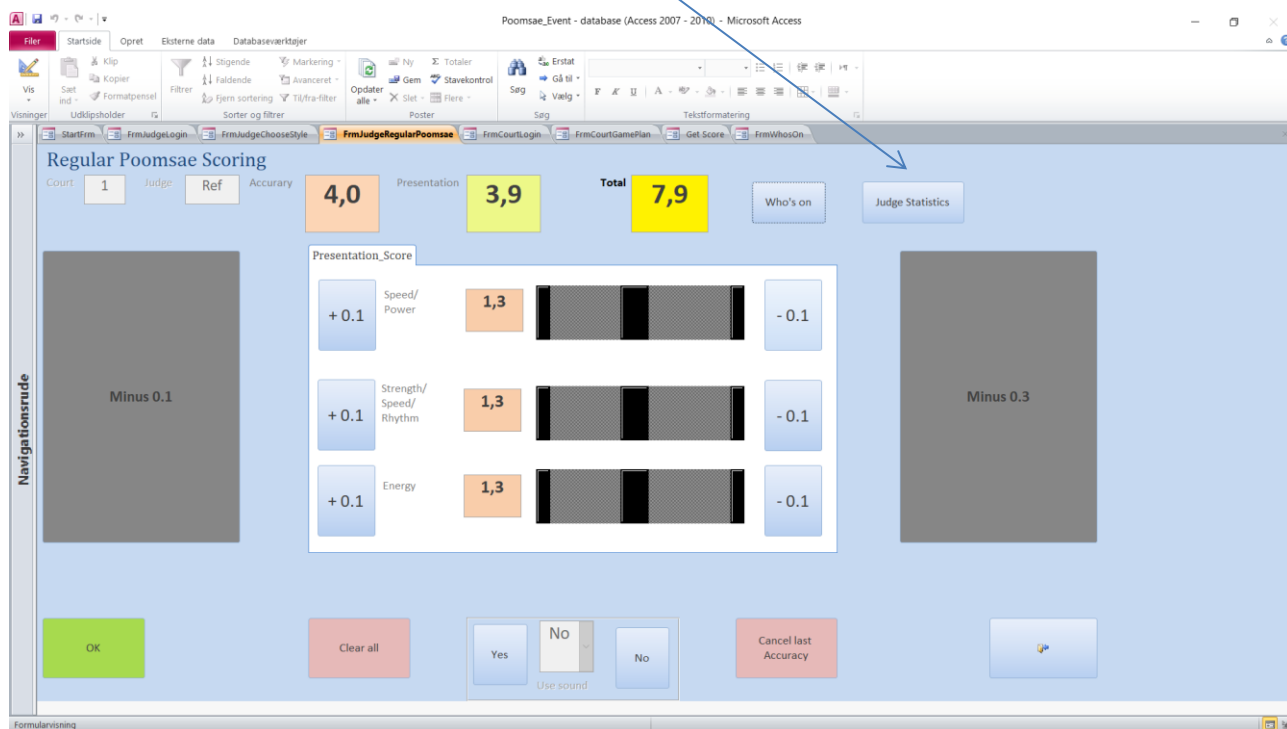 Poomsae_Event - database (Access 2007 - 2010) - Microsoft Access
Filer Startside Opret Eksterne data Databaseværktøjer
Vis
Sæt ind
Klip
Kopier
Formatpensel
Filtrer
Stigende
Faldende
Fjern sortering
Markering
Avanceret
Til/fra-filter
Opdater alle
Ny
Gem
Slet
Totaler
Stavekontrol
Flere
Søg
Erstat
Gå til
Vælg
F K U A
Visninger Udklipsholder Sorter og filtrer Poster Søg Tekstformatering
StartFrm FrmJudgeLogin FrmJudgeChooseStyle FrmJudgeRegularPoomsae FrmCourtLogin FrmCourtGamePlan Get Score FrmWhosOn
Navigationsrude
Regular Poomsae Scoring
Court 1 Judge Ref Accurary 4,0 Presentation 3,9 Total 7,9 Who's on Judge Statistics
Presentation_Score
Minus 0.1
+ 0.1
Speed/
Power
1,3
- 0.1
+ 0.1
Strength/
Speed/
Rhythm
1,3
- 0.1
+ 0.1
Energy
1,3
- 0.1
Minus 0.3
OK
Clear all
Yes
No
No
Use sound
Cancel last
Accuracy
Formularvisning